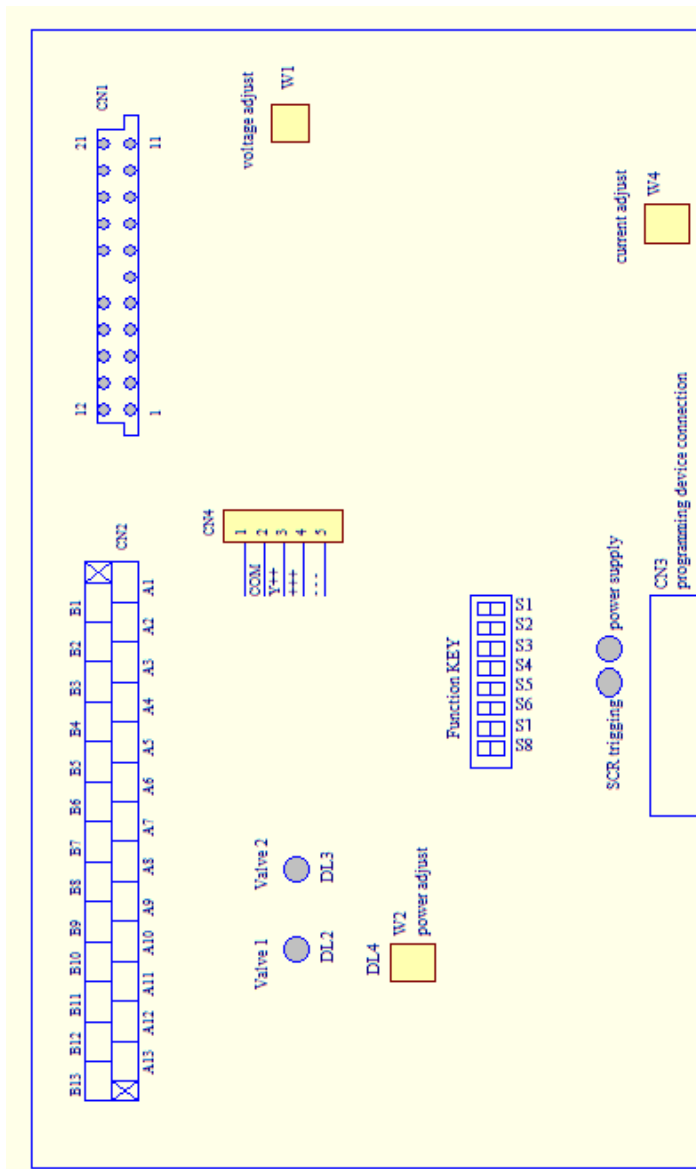 CN1
21
11
12
1
voltage adjust
W1
current adjust
W4
CN2
B1
B2
B3
B4
B5
B6
B7
B8
B9
B10
B11
B12
B13
A1
A2
A3
A4
A5
A6
A7
A8
A9
A10
A11
A12
A13
CN4
1
2
3
4
5
COM
Y++
+++
---
Function KEY
S1
S2
S3
S4
S5
S6
S7
S8
SCR trigging
power supply
CN3
programming device connection
Valve 1
DL2
Valve 2
DL3
DL4
W2
power adjust